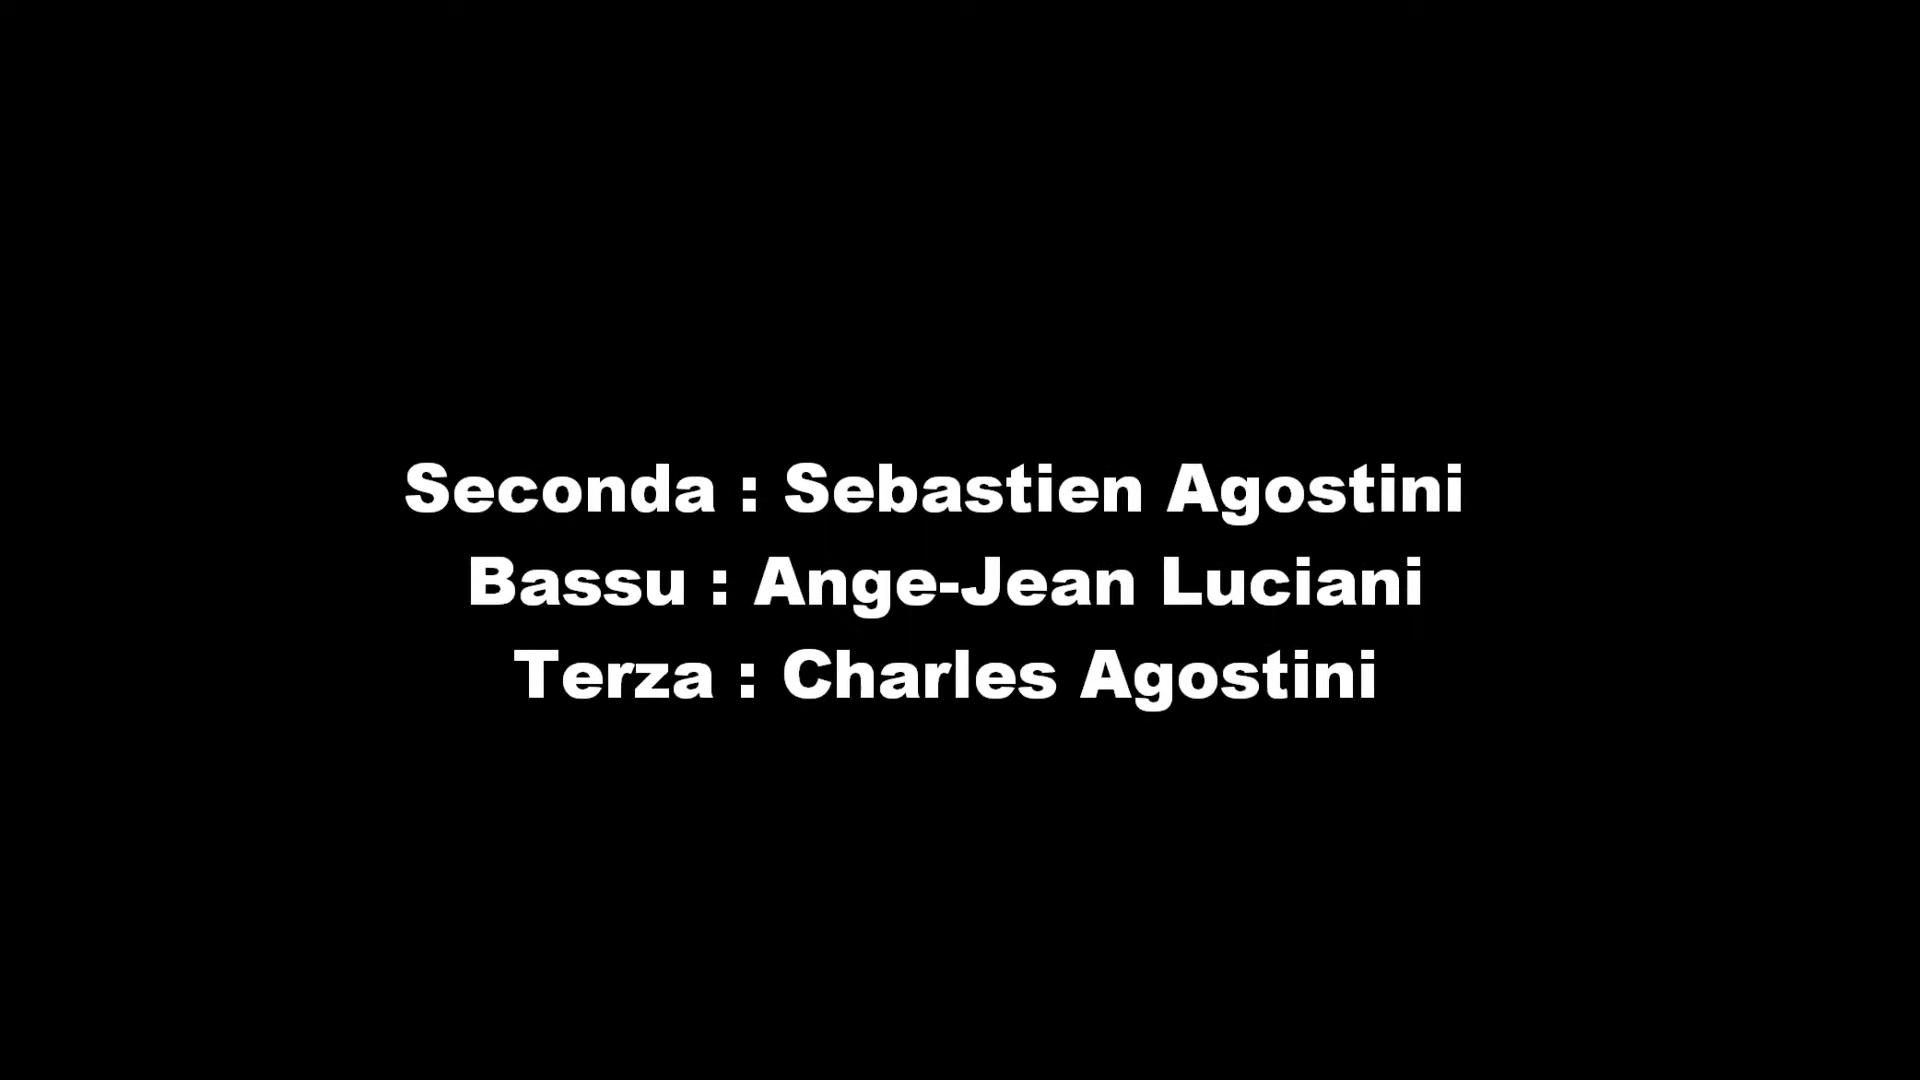 Seconda : Sebastien Agostini
Bassu : Ange-Jean Luciani
Terza : Charles Agostini